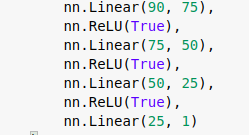 nn.Linear(90, 75),
nn.ReLU(True),
nn.Linear(75, 50),
nn.ReLU(True),
nn.Linear(50, 25),
nn.ReLU(True),
nn.Linear(25, 1)